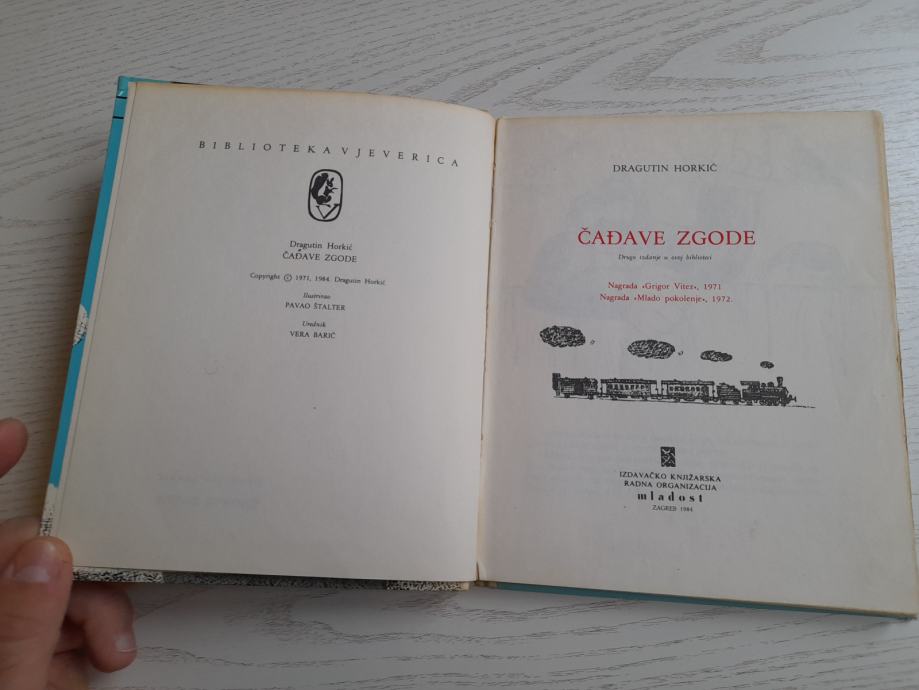 BIBLIOTEKA VJEVERICA
Dragutin Horkić
ČAĐAVE ZGODE
Copyright © 1971, 1984. Dragutin Horkić
Ilustrirao
PAVAO ŠTALTER
Urednik
VERA BARIĆ
DRAGUTIN HORKIĆ
ČAĐAVE ZGODE
Drugo izdanje u ovoj biblioteci
Nagrada »Grigor Vitez«, 1971
Nagrada »Mlado pokolenje«, 1972.
IZDAVAČKO KNJIŽARSKA
RADNA ORGANIZACIJA
mladost
ZAGREB 1984